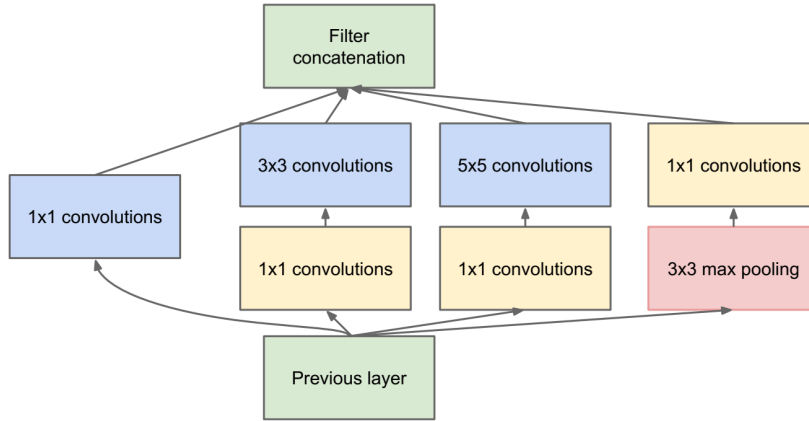 Filter
concatenation
3x3 convolutions
5x5 convolutions
1x1 convolutions
1x1 convolutions
1x1 convolutions
1x1 convolutions
3x3 max pooling
Previous layer